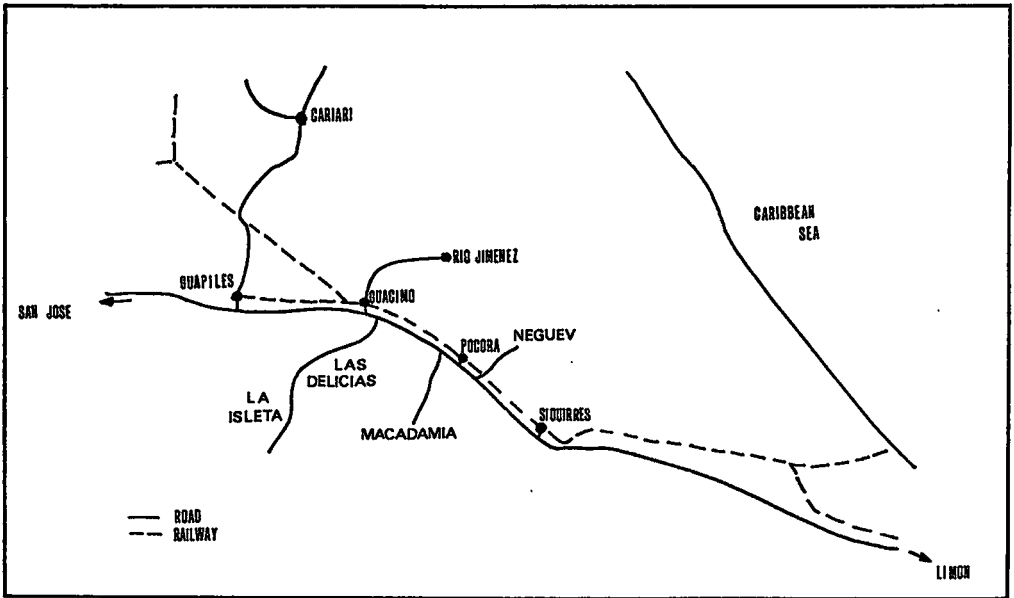 CARIARI
CARIBBEAN
SEA
RIO JIMENEZ
GUAPILES
GUACIMO
SAN JOSE
POCORA
NEGUEV
LAS
DELICIAS
LA
ISLETA
MACADAMIA
SIQUIRRES
ROAD
RAILWAY
LIMON